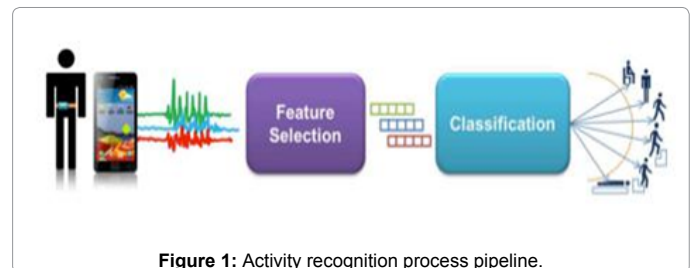 Feature
Selection
Classification
Figure 1: Activity recognition process pipeline.